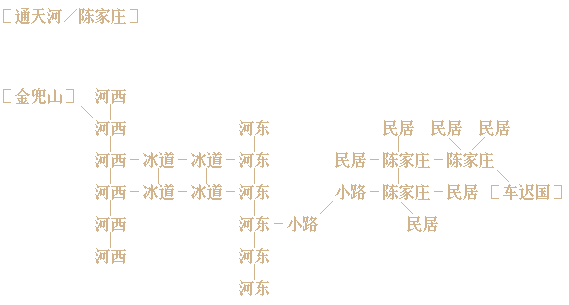 [ 通天河／陈家庄 ]
[ 金兜山 ] 河西
河西 河东 民居 民居 民居
河西 冰道 冰道 河东 民居 陈家庄 陈家庄
河西 冰道 冰道 河东 小路 陈家庄 民居 [ 车迟国 ]
河西 河东 小路 民居
河西 河东
河东